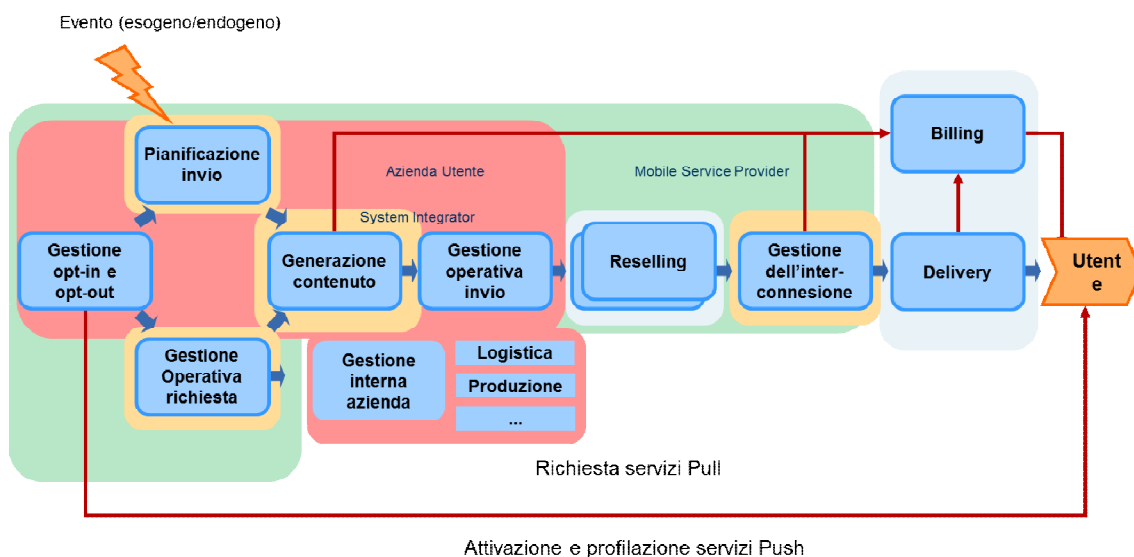 Evento (esogeno/endogeno)
Pianificazione
invio
Azienda Utente
Mobile Service Provider
Billing
System Integrator
Gestione
opt-in e
opt-out
Generazione
contenuto
Gestione
operativa
invio
Reselling
Gestione
dell'inter-
connesione
Delivery
Utent
e
Gestione
Operativa
richiesta
Gestione
interna
azienda
Logistica
Produzione
...
Richiesta servizi Pull
Attivazione e profilazione servizi Push